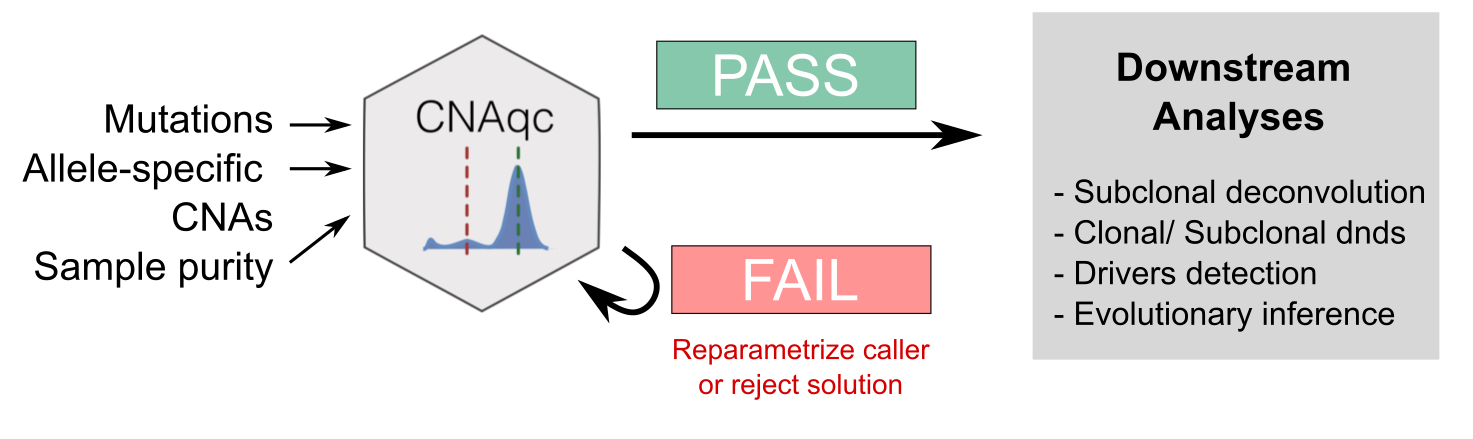 Mutations
Allele-specific
CNAs
Sample purity
CNAqc
PASS
FAIL
Reparametrize caller
or reject solution
Downstream
Analyses
- Subclonal deconvolution
- Clonal/ Subclonal dnds
- Drivers detection
- Evolutionary inference